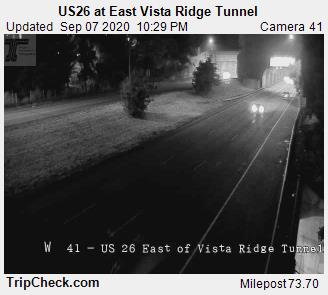 US26 at East Vista Ridge Tunnel
Updated Sep 07 2020 10:29 PM Camera 41
W 41 - US 26 East of Vista Ridge Tunnel
TripCheck.com Milepost73.70